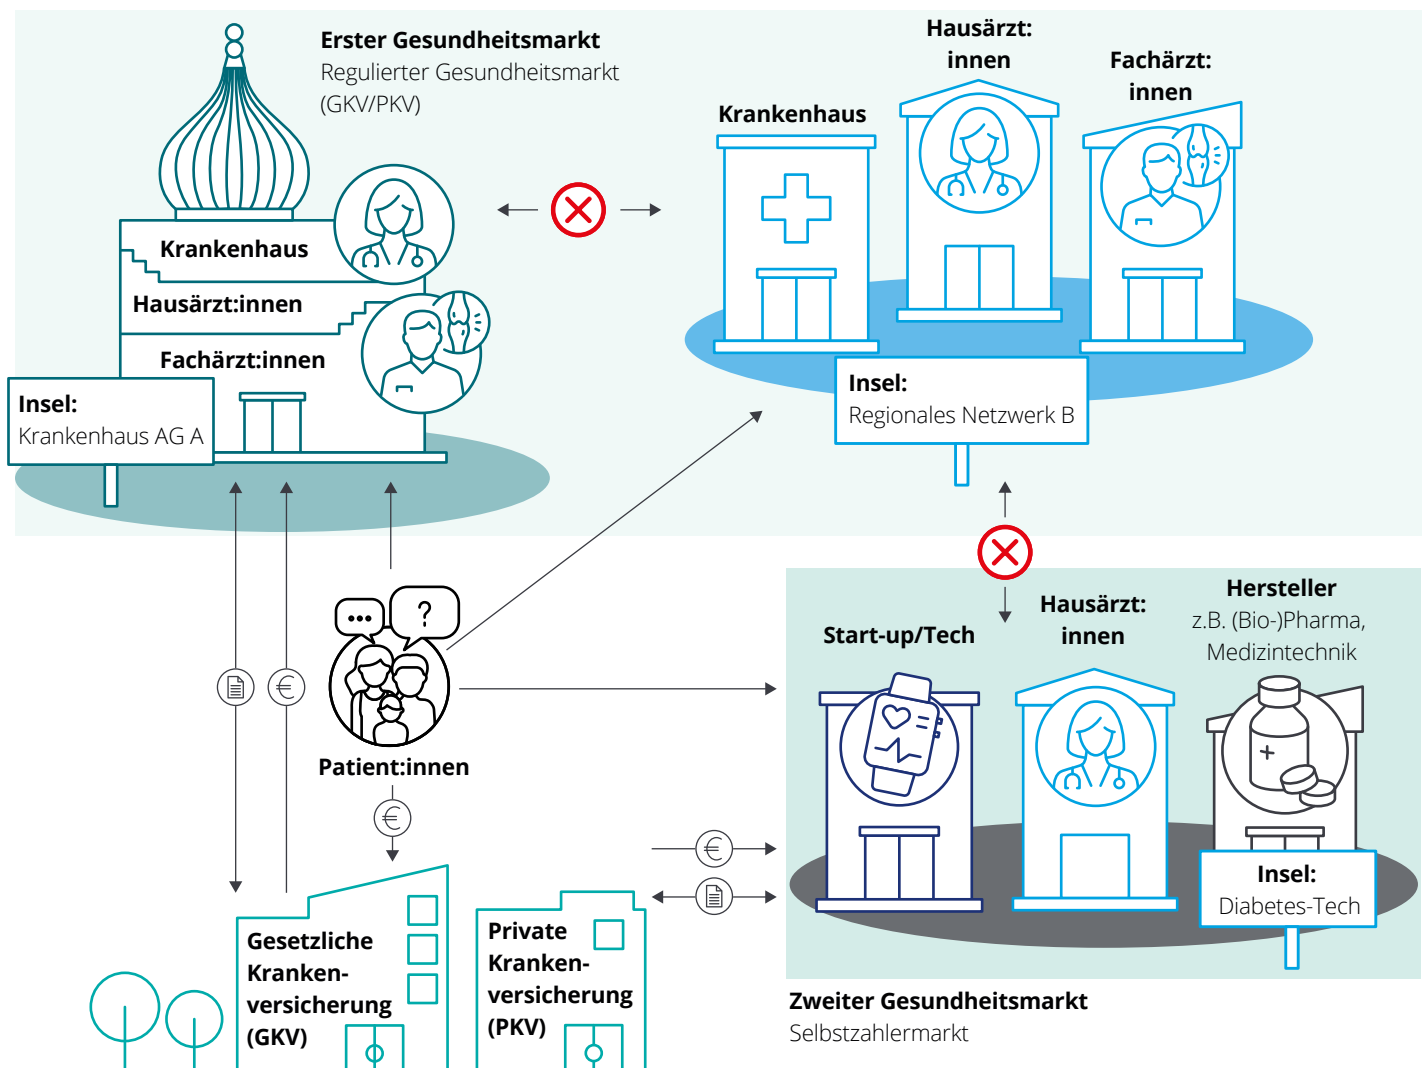 Erster Gesundheitsmarkt
Regulierter Gesundheitsmarkt
(GKV/PKV)
Krankenhaus
Hausärzt:innen
Fachärzt:innen
Insel:
Krankenhaus AG A
Krankenhaus
Hausärzt:
innen
Fachärzt:
innen
Insel:
Regionales Netzwerk B
?
Patient:innen
€
€
€
Gesetzliche
Kranken-
versicherung
(GKV)
Private
Kranken-
versicherung
(PKV)
Start-up/Tech
Hausärzt:
innen
Hersteller
z.B. (Bio-)Pharma,
Medizintechnik
Insel:
Diabetes-Tech
Zweiter Gesundheitsmarkt
Selbstzahlermarkt